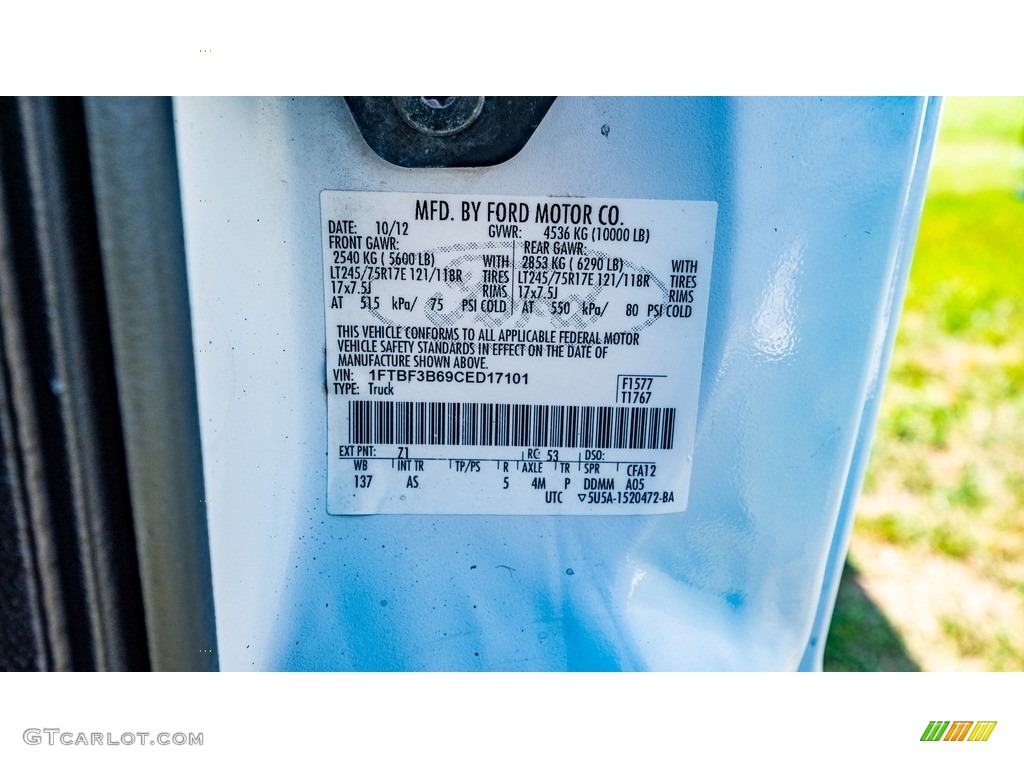 MFD. BY FORD MOTOR CO.
DATE: 10/12 GVWR: 4536 KG (10000 LB)
FRONT GAWR: REAR GAWR:
2540 KG ( 5600 LB) WITH 2853 KG ( 6290 LB) WITH
LT245/75R17E 121/118R TIRES LT245/75R17E 121/118R TIRES
17x7.5J RIMS 17x7.5J RIMS
AT 515 kPa/ 75 PSI COLD AT 550 kPa/ 80 PSI COLD
Ford
THIS VEHICLE CONFORMS TO ALL APPLICABLE FEDERAL MOTOR
VEHICLE SAFETY STANDARDS IN EFFECT ON THE DATE OF
MANUFACTURE SHOWN ABOVE.
VIN: 1FTBF3B69CED17101
TYPE: Truck
F1577
T1767
EXT PNT: Z1 RC: 53 DSO:
WB INT TR TP/PS R AXLE TR SPR CFA12
137 AS 5 4M P DDMM A05
UTC ▽5U5A-1520472-BA
GTCARLOT.COM